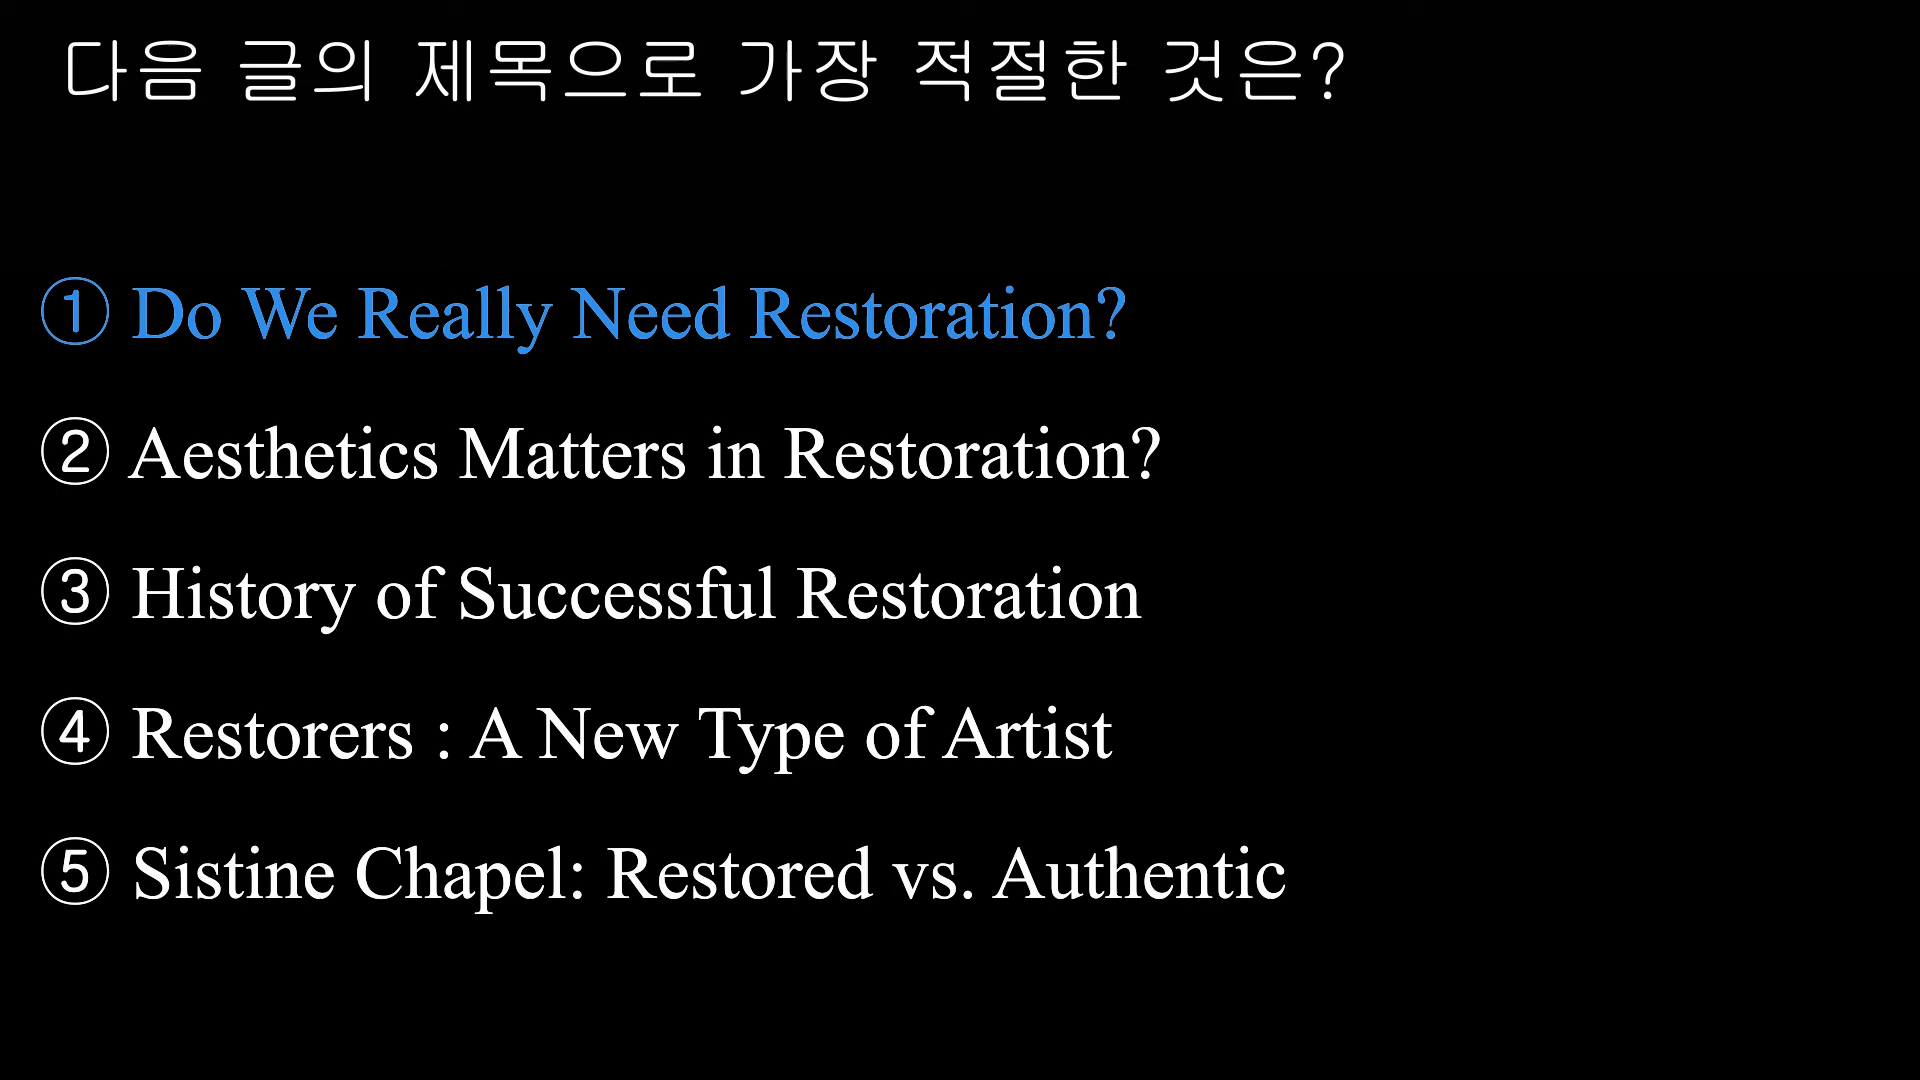 다음 글의 제목으로 가장 적절한 것은?
① Do We Really Need Restoration?
② Aesthetics Matters in Restoration?
③ History of Successful Restoration
④ Restorers : A New Type of Artist
⑤ Sistine Chapel: Restored vs. Authentic